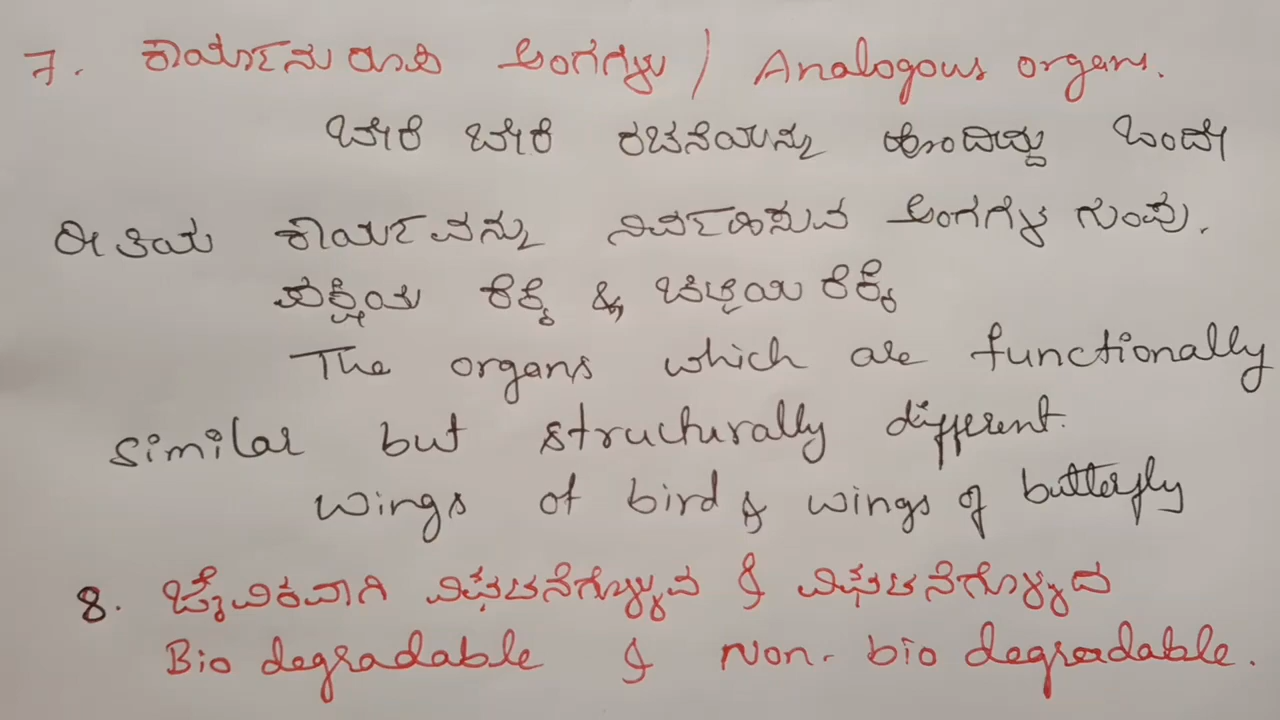 7. ಕಾರ್ಯಾನುರೂಪಿ ಅಂಗಗಳು / Analogous organs.
ಬೇರೆ ಬೇರೆ ರಚನೆಯನ್ನು ಹೊಂದಿದ್ದು ಒಂದೇ
ರೀತಿಯ ಕಾರ್ಯವನ್ನು ನಿರ್ವಹಿಸುವ ಅಂಗಗಳ ಗುಂಪು.
ಪಕ್ಷಿಯ ರೆಕ್ಕೆ & ಚಿಟ್ಟೆಯ ರೆಕ್ಕೆ
The organs which are functionally
similar but structurally different.
wings of bird & wings of butterfly
8. ಜೈವಿಕವಾಗಿ ವಿಘಟನೆಗೊಳ್ಳುವ & ವಿಘಟನೆಗೊಳ್ಳದ
Bio degradable & Non-bio degradable.